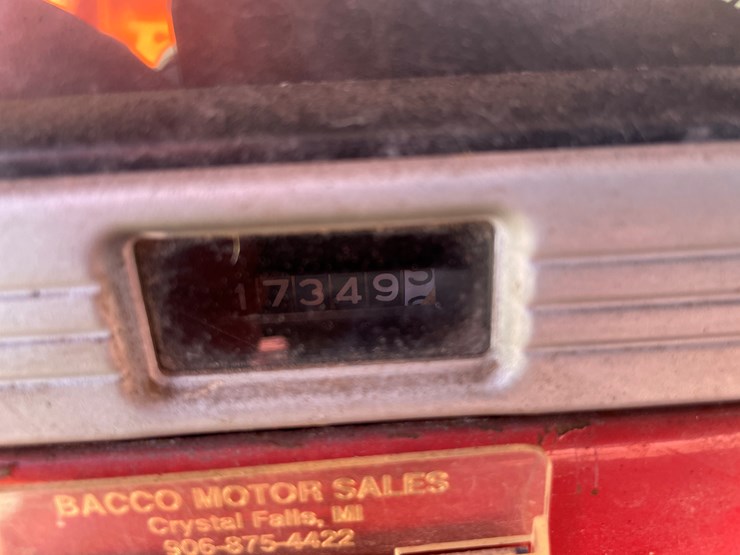 17349
BACCO MOTOR SALES
Crystal Falls, MI
906-875-4422